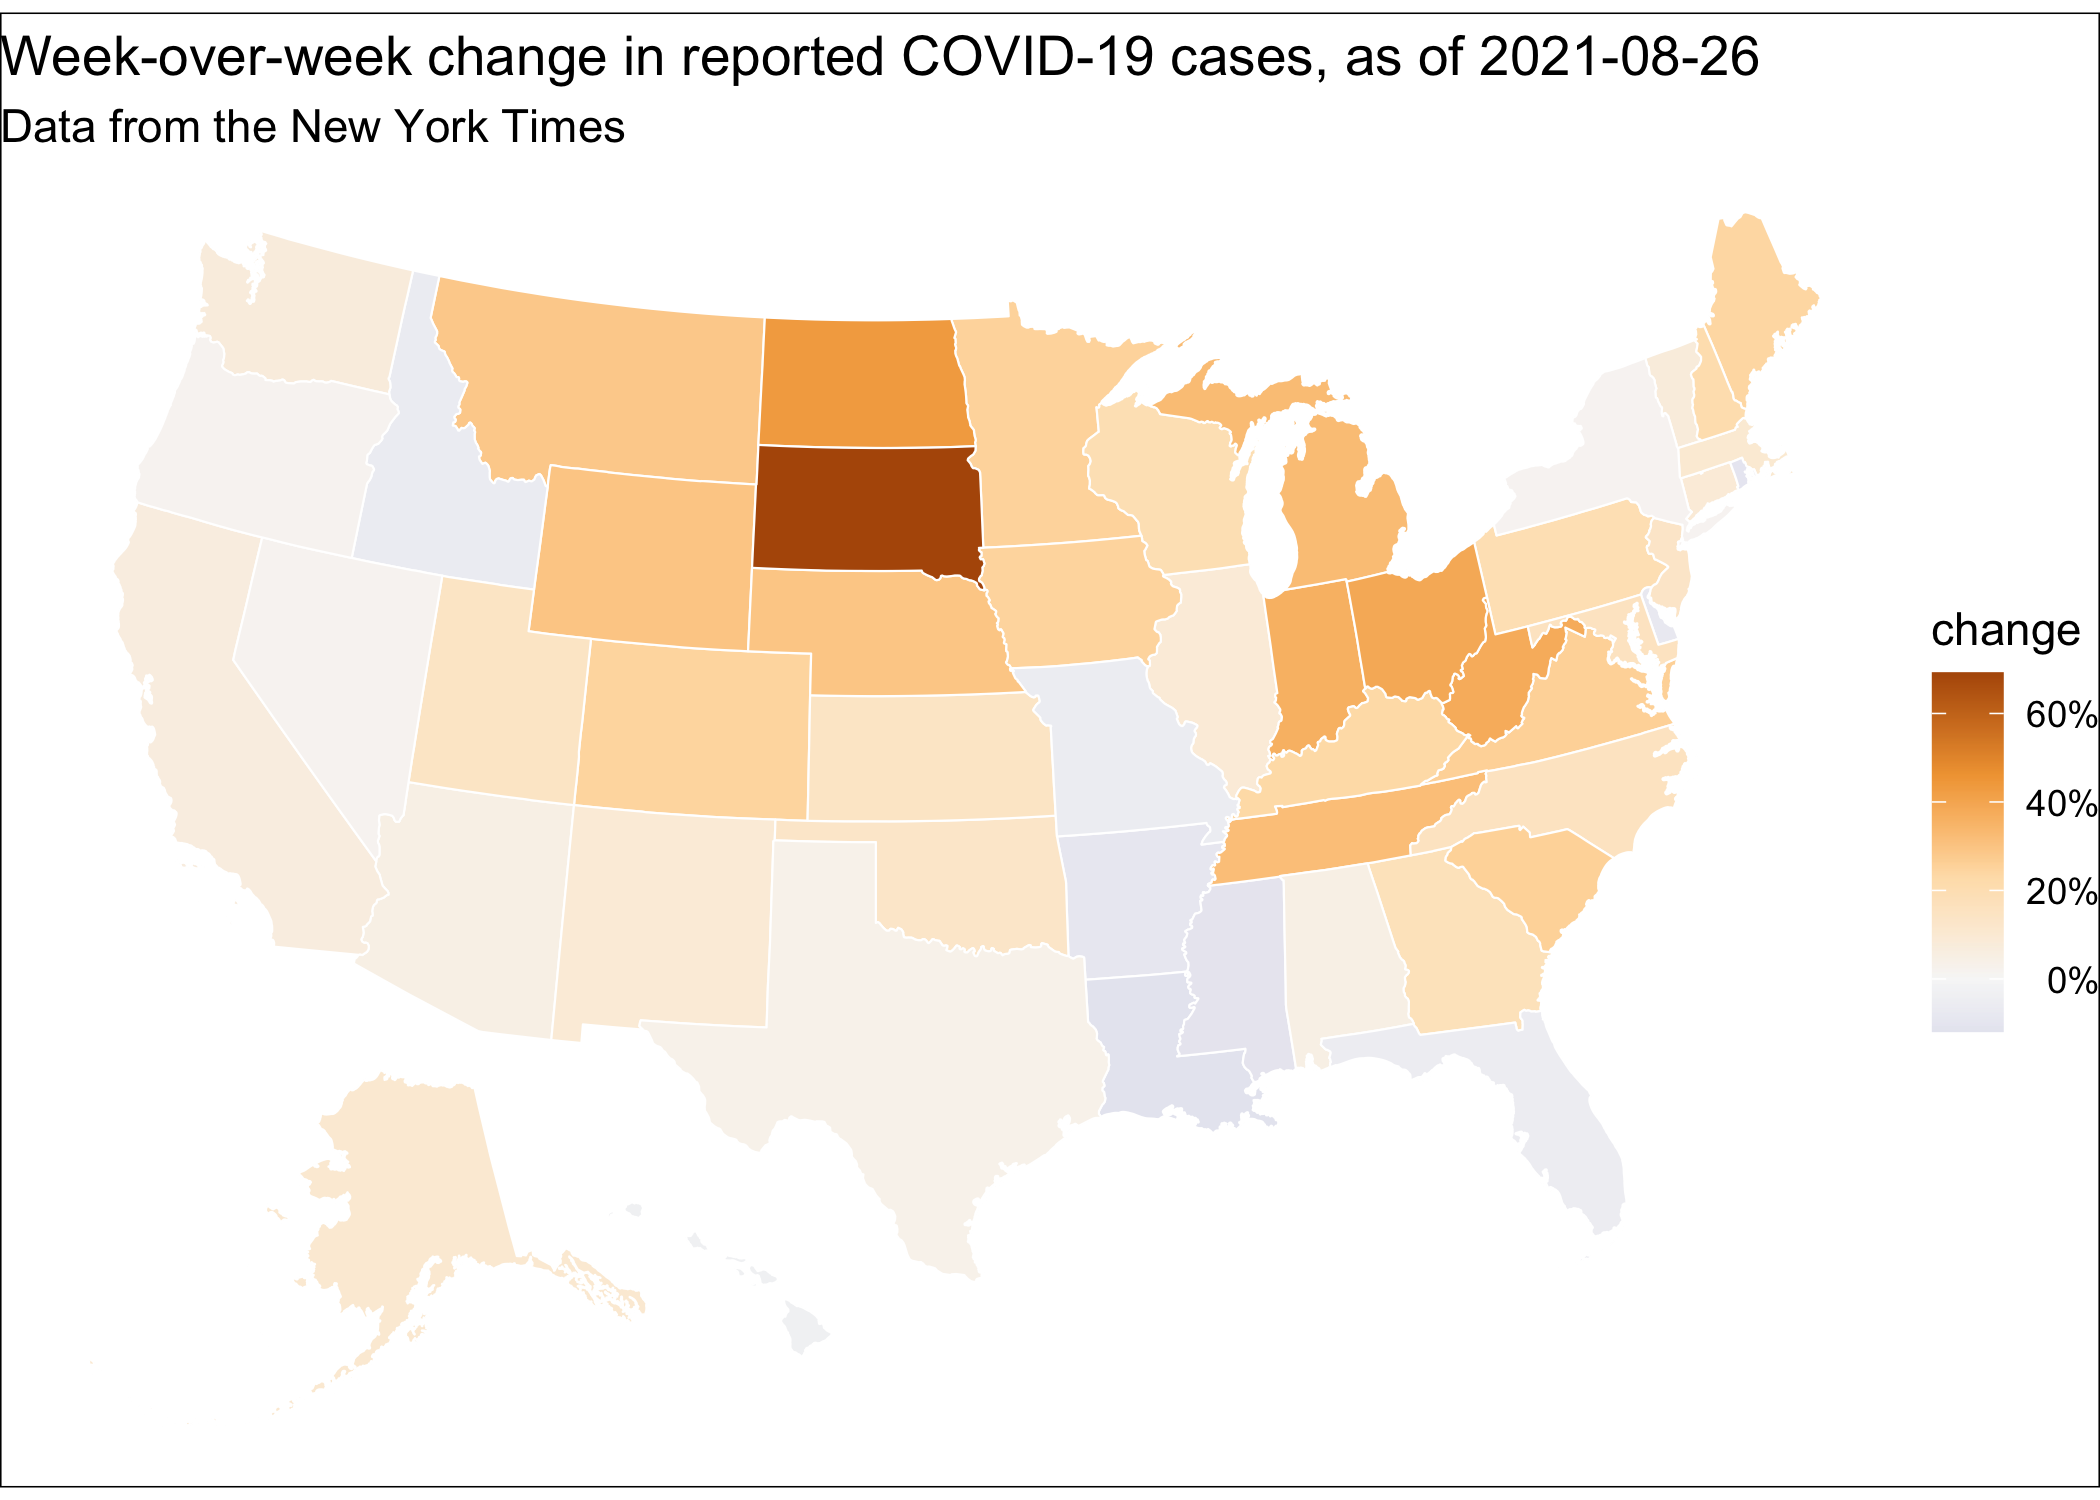 Week-over-week change in reported COVID-19 cases, as of 2021-08-26
Data from the New York Times
change
60%
40%
20%
0%